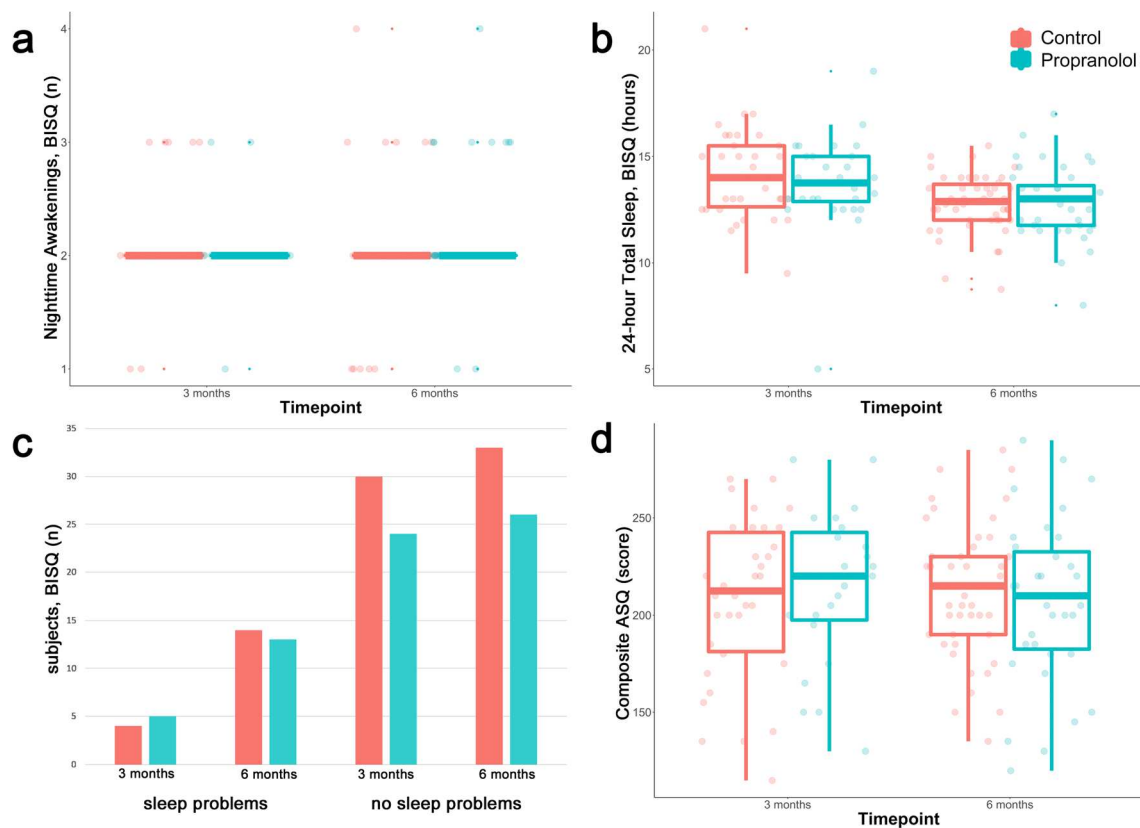 a
Nighttime Awakenings, BISQ (n)
4
3
2
1
3 months
6 months
Timepoint
b
24-hour Total Sleep, BISQ (hours)
20
15
10
5
3 months
6 months
Timepoint
Control
Propranolol
c
subjects, BISQ (n)
35
30
25
20
15
10
5
0
3 months
6 months
3 months
6 months
sleep problems
no sleep problems
d
Composite ASQ (score)
250
200
150
3 months
6 months
Timepoint